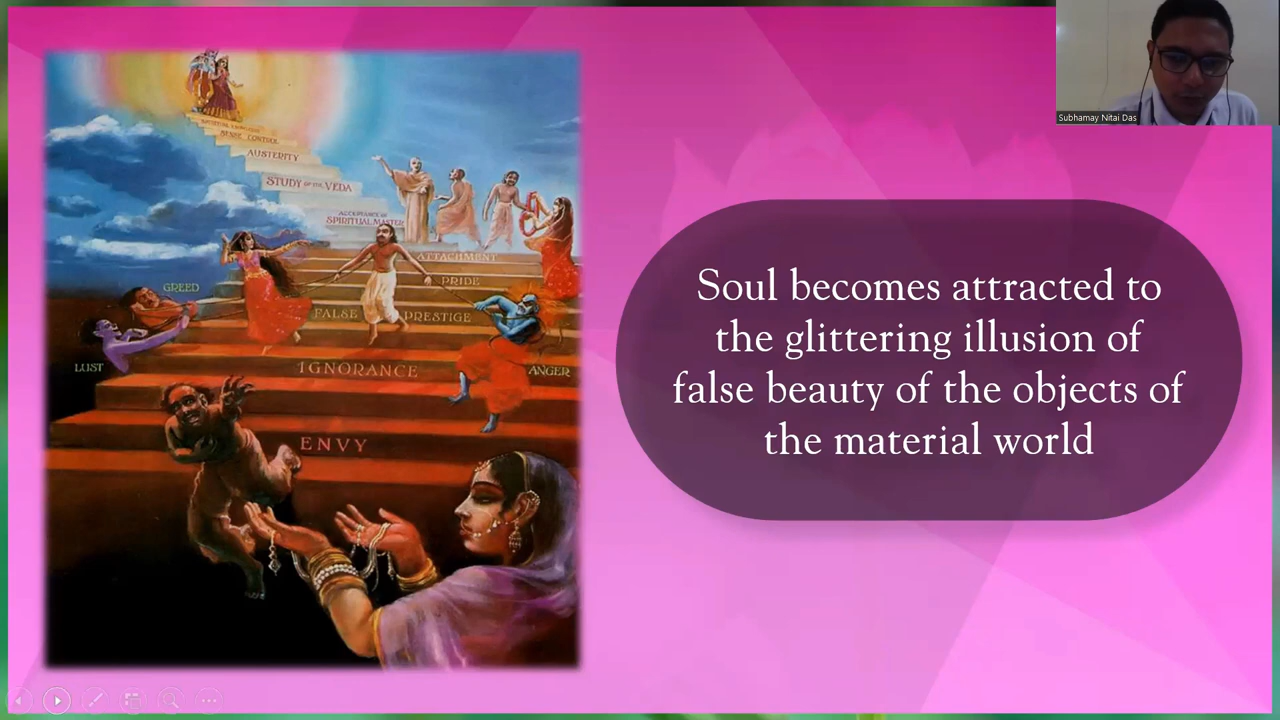 SENSE CONTROL
AUSTERITY
STUDY OF THE VEDA
ACCEPTANCE OF
SPIRITUAL MASTER
ATTACHMENT
PRIDE
GREED
FALSE PRESTIGE
LUST
IGNORANCE
ANGER
ENVY
Soul becomes attracted to
the glittering illusion of
false beauty of the objects of
the material world
Subhamay Nitai Das